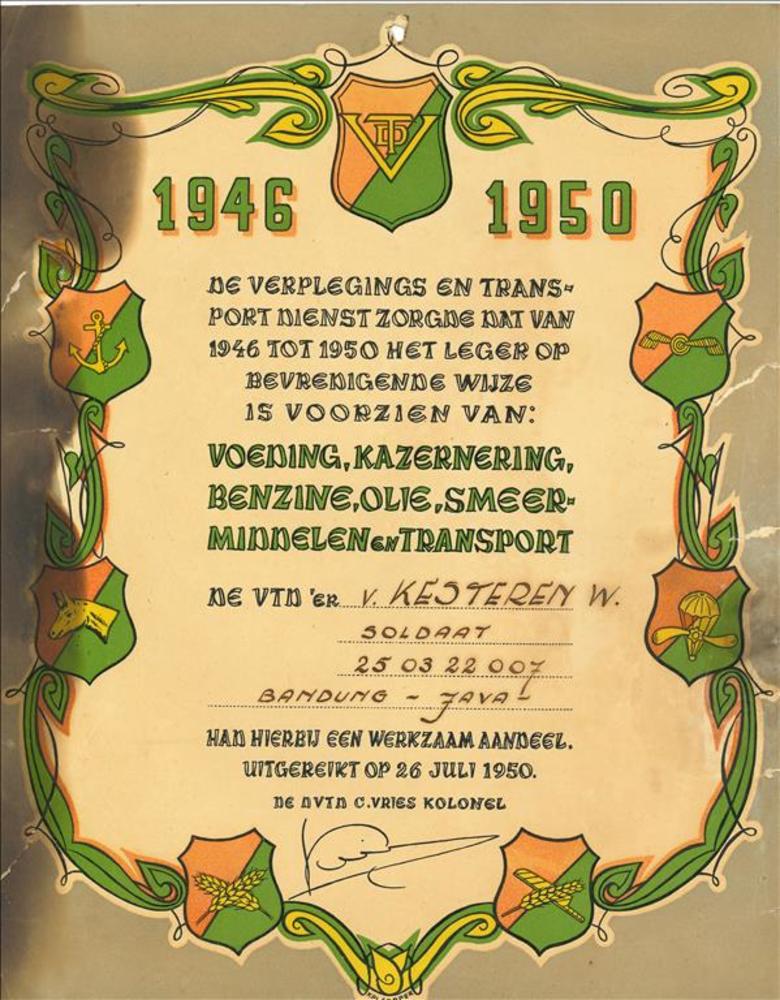 VTD
1946 1950
DE VERPLEGINGS EN TRANS-
PORT DIENST ZORGDE DAT VAN
1946 TOT 1950 HET LEGER OP
BEVREDIGENDE WIJZE
IS VOORZIEN VAN:
VOEDING, KAZERNERING,
BENZINE, OLIE, SMEER-
MIDDELEN EN TRANSPORT
DE VTD 'ER V. KESTEREN W.
SOLDAAT
25 03 22 007
BANDUNG - JAVA -
HAD HIERBIJ EEN WERKZAAM AANDEEL.
UITGEREIKT OP 26 JULI 1950.
DE DVTD C.VRIES KOLONEL